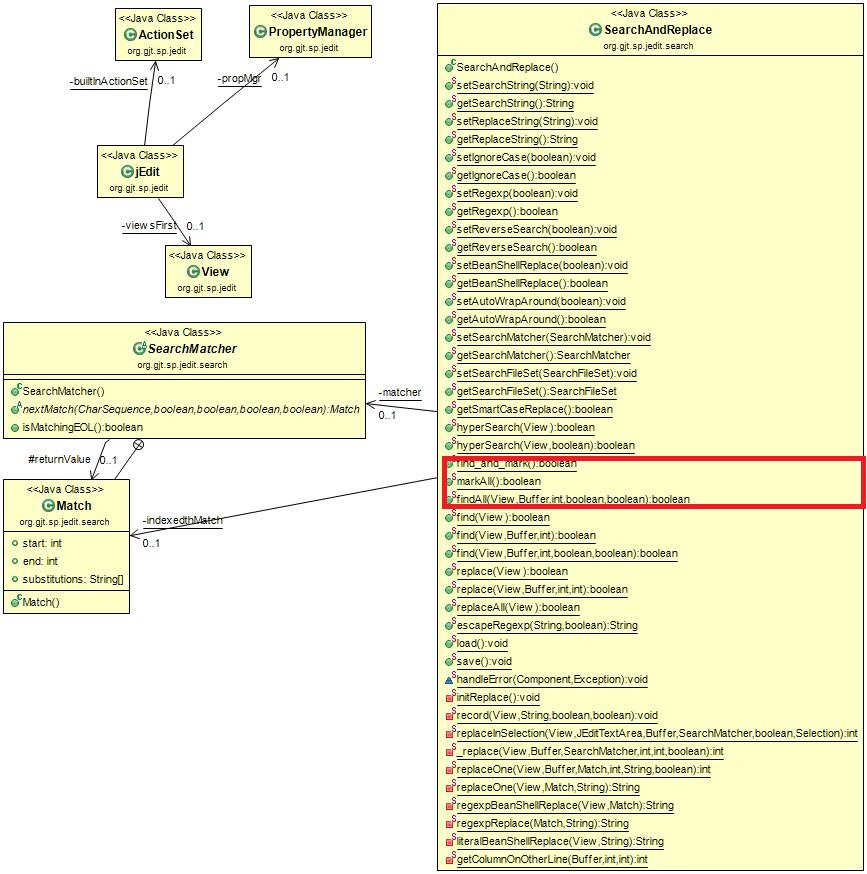 <<Java Class>>
ActionSet
org.gjt.sp.jedit
<<Java Class>>
PropertyManager
org.gjt.sp.jedit
-builtInActionSet
0..1
-propMgr
0..1
<<Java Class>>
jEdit
org.gjt.sp.jedit
-viewsFirst
0..1
<<Java Class>>
View
org.gjt.sp.jedit
<<Java Class>>
SearchMatcher
org.gjt.sp.jedit.search
SearchMatcher()
nextMatch(CharSequence,boolean,boolean,boolean,boolean):Match
isMatchingEOL():boolean
-matcher
0..1
#returnValue
0..1
<<Java Class>>
Match
org.gjt.sp.jedit.search
start: int
end: int
substitutions: String[]
Match()
-indexedthMatch
0..1
<<Java Class>>
SearchAndReplace
org.gjt.sp.jedit.search
SearchAndReplace()
setSearchString(String):void
getSearchString():String
setReplaceString(String):void
getReplaceString():String
setIgnoreCase(boolean):void
getIgnoreCase():boolean
setRegexp(boolean):void
getRegexp():boolean
setReverseSearch(boolean):void
getReverseSearch():boolean
setBeanShellReplace(boolean):void
getBeanShellReplace():boolean
setAutoWrapAround(boolean):void
getAutoWrapAround():boolean
setSearchMatcher(SearchMatcher):void
getSearchMatcher():SearchMatcher
setSearchFileSet(SearchFileSet):void
getSearchFileSet():SearchFileSet
getSmartCaseReplace():boolean
hyperSearch(View):boolean
hyperSearch(View,boolean):boolean
find_and_mark():boolean
markAll():boolean
findAll(View,Buffer,int,boolean,boolean):boolean
find(View):boolean
find(View,Buffer,int):boolean
find(View,Buffer,int,boolean,boolean):boolean
replace(View):boolean
replace(View,Buffer,int,int):boolean
replaceAll(View):boolean
escapeRegexp(String,boolean):String
load():void
save():void
handleError(Component,Exception):void
initReplace():void
record(View,String,boolean,boolean):void
replaceInSelection(View,JEditTextArea,Buffer,SearchMatcher,boolean,Selection):int
_replace(View,Buffer,SearchMatcher,int,int,boolean):int
replaceOne(View,Buffer,Match,int,String,boolean):int
replaceOne(View,Match,String):String
regexpBeanShellReplace(View,Match):String
regexpReplace(Match,String):String
literalBeanShellReplace(View,String):String
getColumnOnOtherLine(Buffer,int,int):int